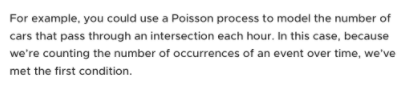 For example, you could use a Poisson process to model the number of
cars that pass through an intersection each hour. In this case, because
we're counting the number of occurrences of an event over time, we've
met the first condition.